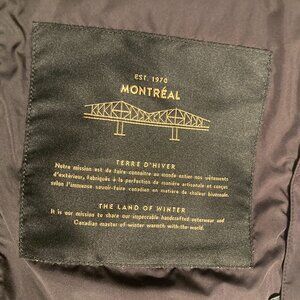 EST. 1970
MONTRÉAL
TERRE D'HIVER
Notre mission est de faire connaître au monde entier nos vêtements
d'extérieur, fabriqués à la perfection de manière artisanale et conçus
selon l'immense savoir-faire canadien en matière de chaleur hivernale.
THE LAND OF WINTER
It is our mission to share our impeccable handcrafted outerwear and
Canadian master-of-winter warmth with the world.